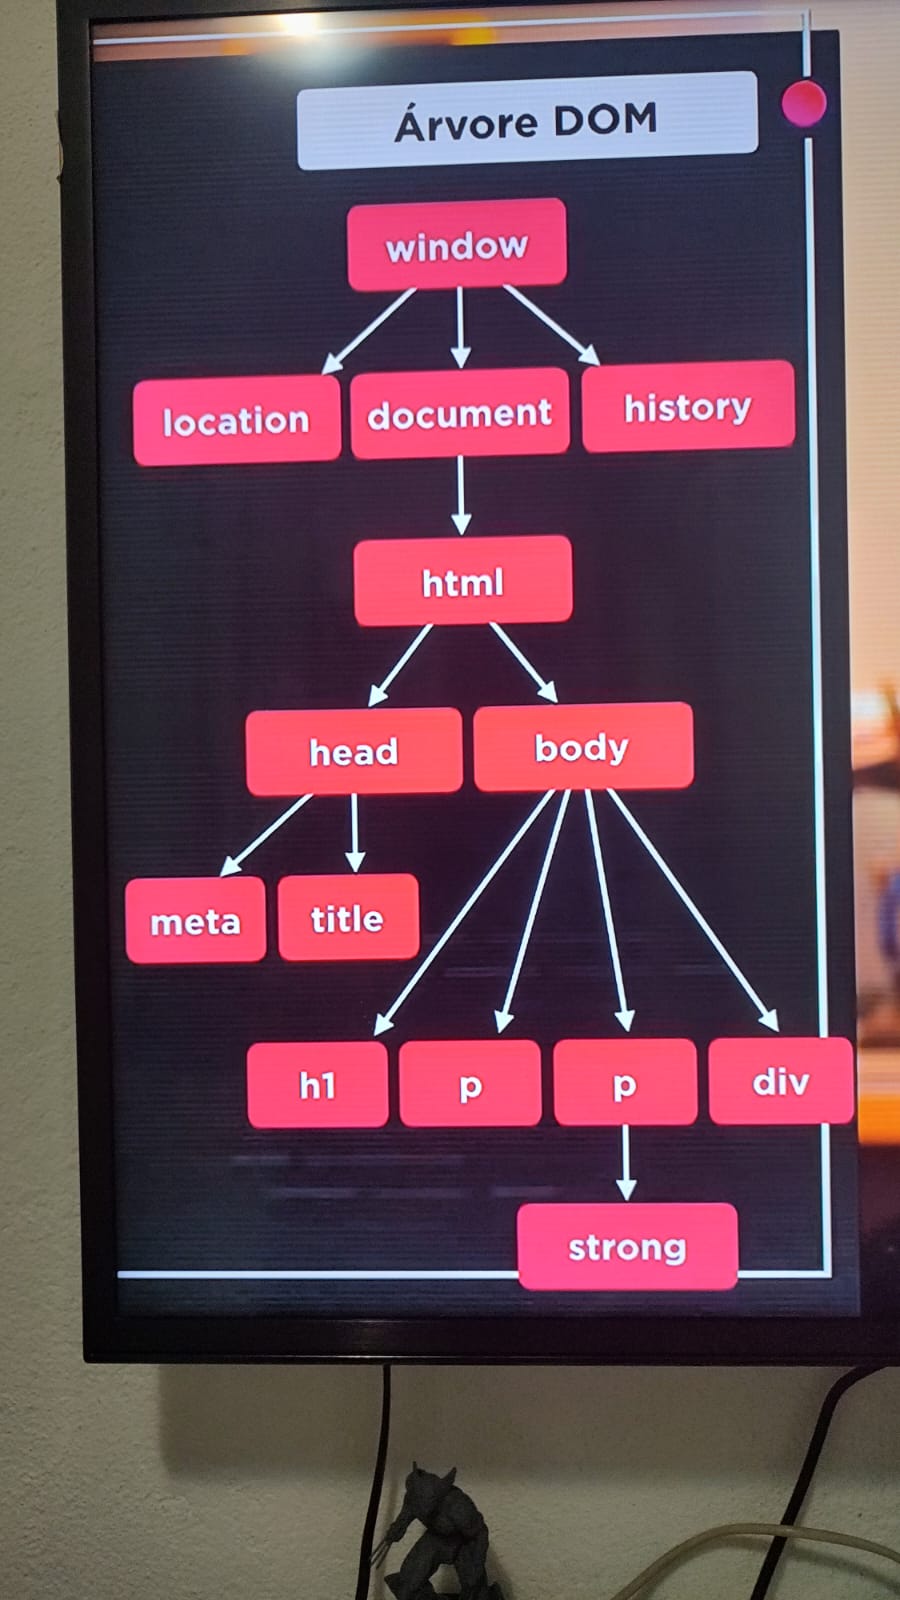 Árvore DOM
window
location
document
history
html
head
body
meta
title
h1
p
p
div
strong